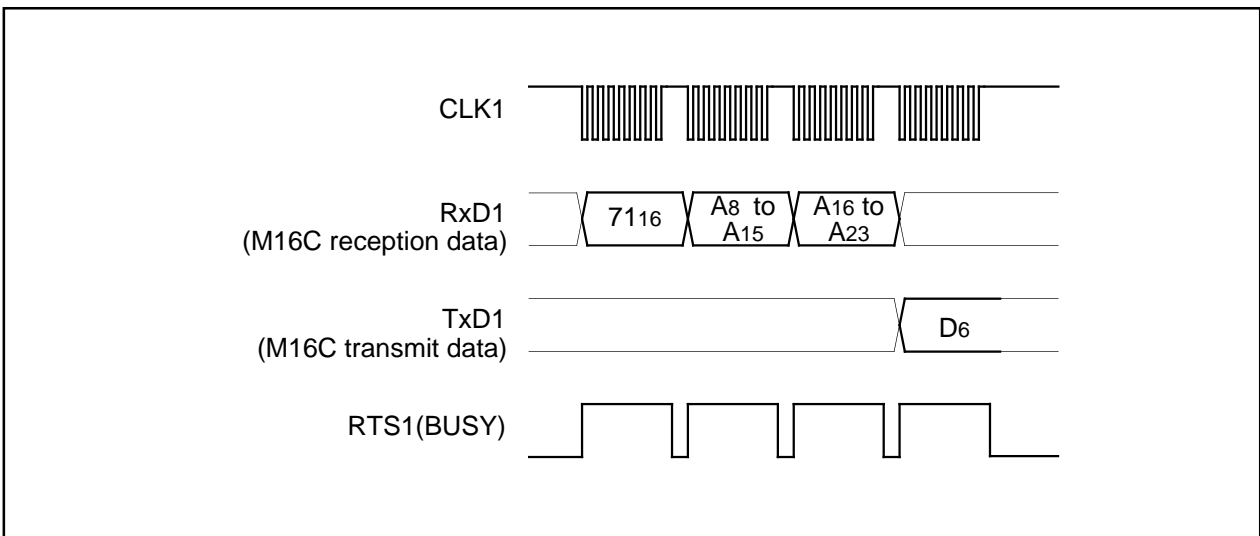 CLK1
RxD1
(M16C reception data)
7116
A8 to
A15
A16 to
A23
TxD1
(M16C transmit data)
D6
RTS1(BUSY)